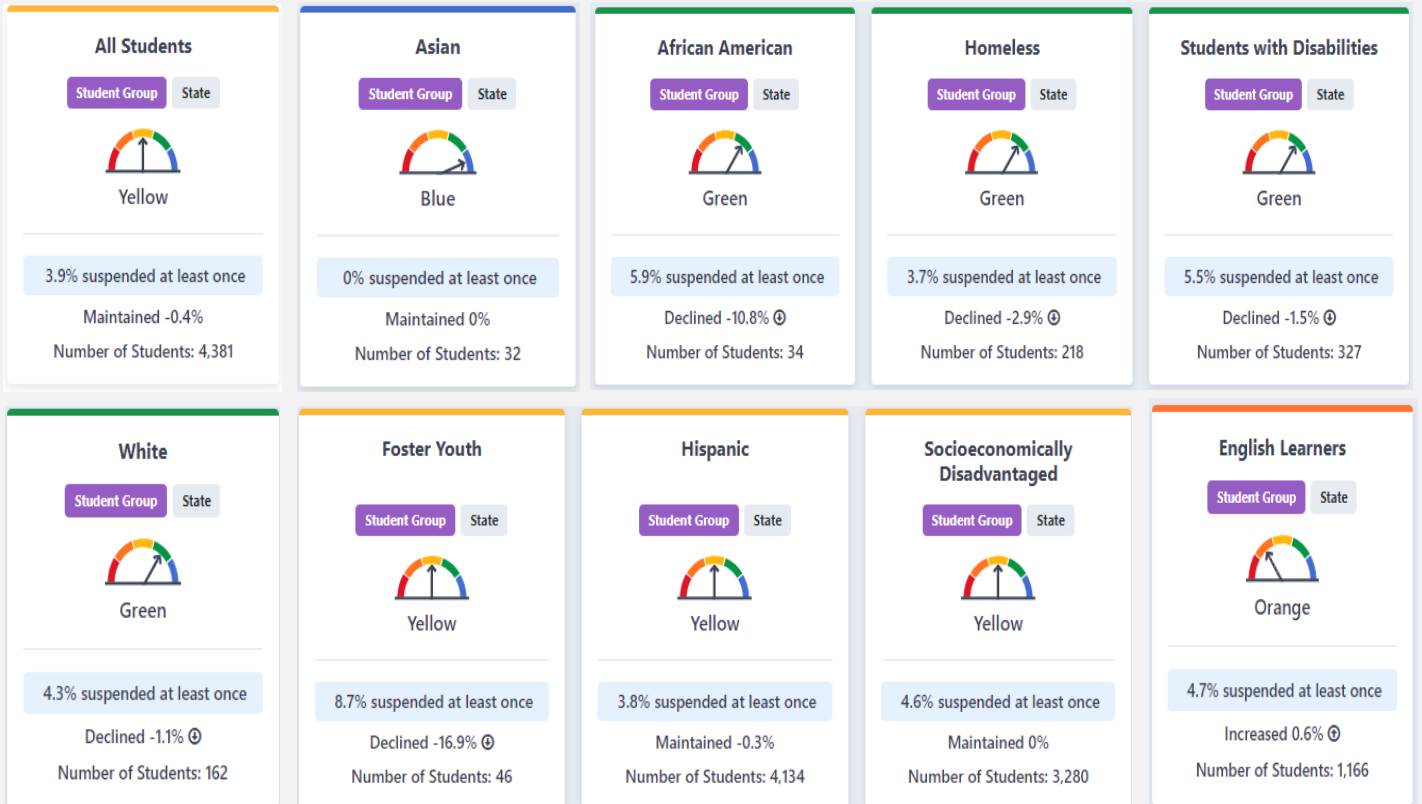 All Students
Student Group State
Yellow
3.9% suspended at least once
Maintained -0.4%
Number of Students: 4,381
Asian
Student Group State
Blue
0% suspended at least once
Maintained 0%
Number of Students: 32
African American
Student Group State
Green
5.9% suspended at least once
Declined -10.8%
Number of Students: 34
Homeless
Student Group State
Green
3.7% suspended at least once
Declined -2.9%
Number of Students: 218
Students with Disabilities
Student Group State
Green
5.5% suspended at least once
Declined -1.5%
Number of Students: 327
White
Student Group State
Green
4.3% suspended at least once
Declined -1.1%
Number of Students: 162
Foster Youth
Student Group State
Yellow
8.7% suspended at least once
Declined -16.9%
Number of Students: 46
Hispanic
Student Group State
Yellow
3.8% suspended at least once
Maintained -0.3%
Number of Students: 4,134
Socioeconomically
Disadvantaged
Student Group State
Yellow
4.6% suspended at least once
Maintained 0%
Number of Students: 3,280
English Learners
Student Group State
Orange
4.7% suspended at least once
Increased 0.6%
Number of Students: 1,166